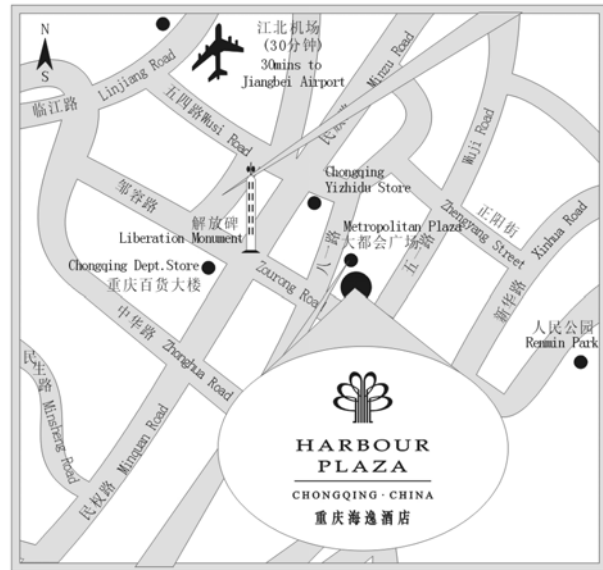 N
S
江北机场
(30分钟)
30mins to
Jiangbei Airport
临江路
Linjiang Road
五四路Wusi Road
民族路
Minzu Road
Wuji Road
五一路
邹容路
Zourong Road
解放碑
Liberation Monument
Chongqing
Yizhidu Store
Metropolitan Plaza
大都会广场
八一路
Zhengyang Street
正阳街
Xinhua Road
新华路
Chongqing Dept.Store
重庆百货大楼
中华路 Zhonghua Road
人民公园
Renmin Park
民生路
Minsheng Road
民权路 Minquan Road
HARBOUR
PLAZA
CHONGQING·CHINA
重庆海逸酒店